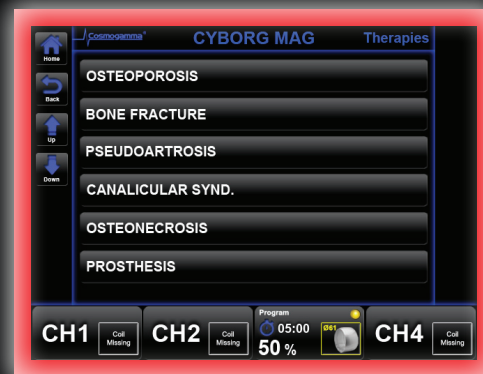 Cosmogamma®
CYBORG MAG
Therapies
Home
Back
Up
Down
OSTEOPOROSIS
BONE FRACTURE
PSEUDOARTROSIS
CANALICULAR SYND.
OSTEONECROSIS
PROSTHESIS
CH1
Coil
Missing
CH2
Coil
Missing
Program
05:00
50 %
Ø61
CH4
Coil
Missing